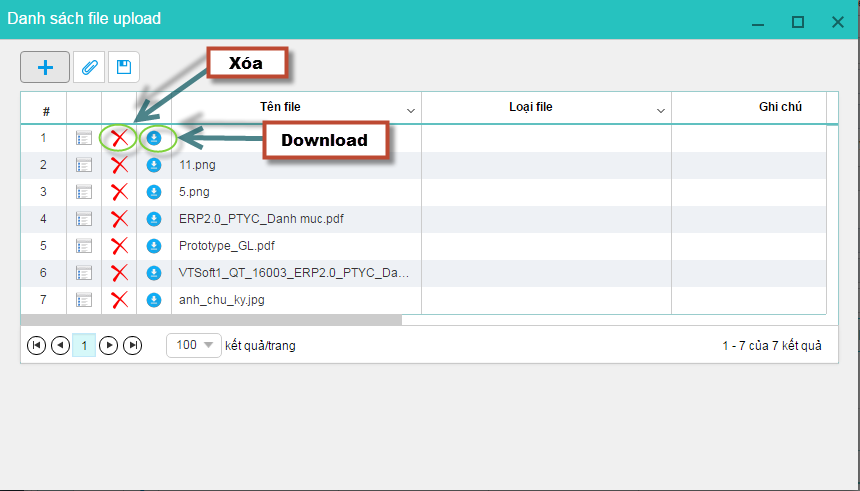 Danh sách file upload
Xóa
# Tên file Loại file Ghi chú
1
Download
2 11.png
3 5.png
4 ERP2.0_PTYC_Danh muc.pdf
5 Prototype_GL.pdf
6 VTSoft1_QT_16003_ERP2.0_PTYC_Da...
7 anh_chu_ky.jpg
1 100 kết quả/trang 1 - 7 của 7 kết quả